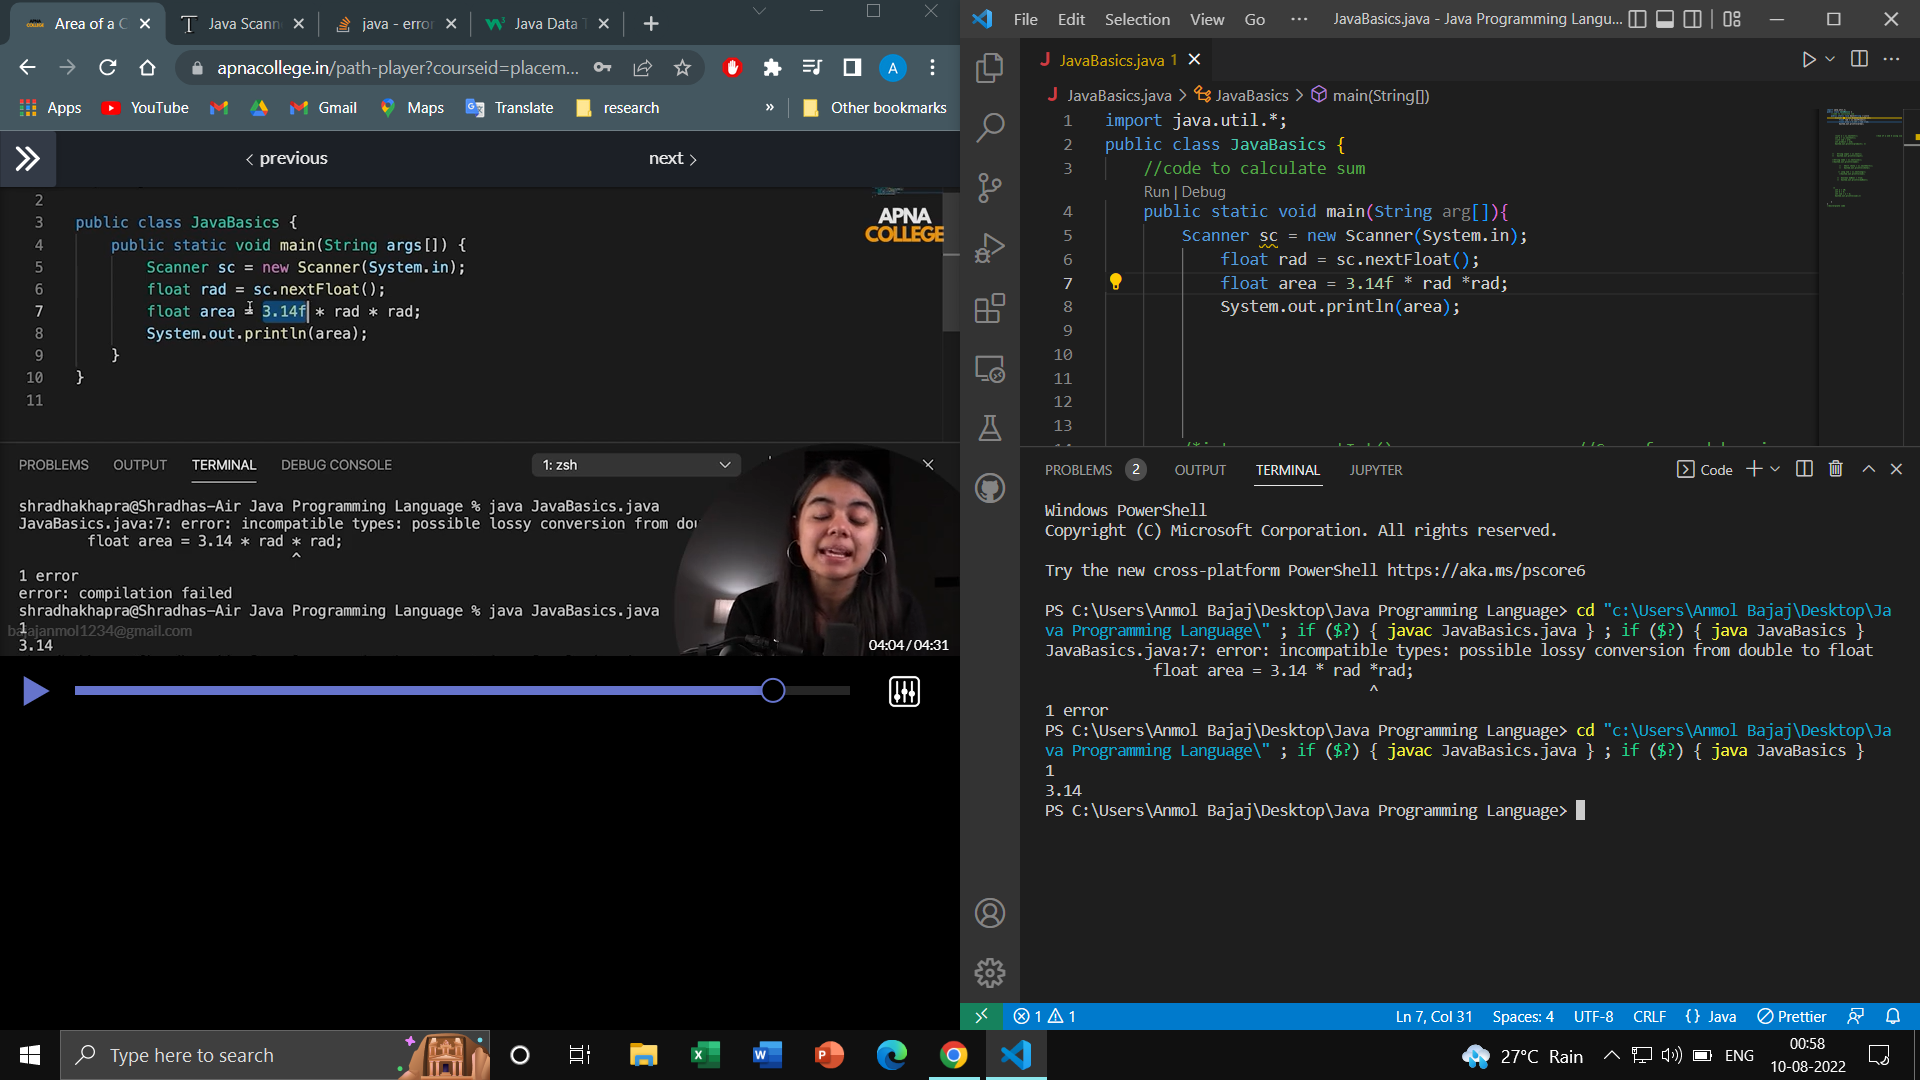 Area of a C
Java Scann
java - erro
Java Data
apnacollege.in/path-player?courseid=placem...
A
Apps
YouTube
Gmail
Maps
Translate
research
»
Other bookmarks
< previous
next >
APNA
COLLEGE
2
3 public class JavaBasics {
4 public static void main(String args[]) {
5 Scanner sc = new Scanner(System.in);
6 float rad = sc.nextFloat();
7 float area = 3.14f * rad * rad;
8 System.out.println(area);
9 }
10 }
11
PROBLEMS OUTPUT TERMINAL DEBUG CONSOLE
1: zsh
shradhakhapra@Shradhas-Air Java Programming Language % java JavaBasics.java
JavaBasics.java:7: error: incompatible types: possible lossy conversion from dou
float area = 3.14 * rad * rad;
^
1 error
error: compilation failed
shradhakhapra@Shradhas-Air Java Programming Language % java JavaBasics.java
1
bajajanmol1234@gmail.com
3.14
04:04 / 04:31
File Edit Selection View Go ···
JavaBasics.java - Java Programming Langu...
J JavaBasics.java 1
J JavaBasics.java > JavaBasics > main(String[])
1 import java.util.*;
2 public class JavaBasics {
3 //code to calculate sum
Run | Debug
4 public static void main(String arg[]){
5 Scanner sc = new Scanner(System.in);
6 float rad = sc.nextFloat();
7 float area = 3.14f * rad *rad;
8 System.out.println(area);
9
10
11
12
13
PROBLEMS 2 OUTPUT TERMINAL JUPYTER
Code
Windows PowerShell
Copyright (C) Microsoft Corporation. All rights reserved.
Try the new cross-platform PowerShell https://aka.ms/pscore6
PS C:\Users\Anmol Bajaj\Desktop\Java Programming Language> cd "c:\Users\Anmol Bajaj\Desktop\Ja
va Programming Language\" ; if ($?) { javac JavaBasics.java } ; if ($?) { java JavaBasics }
JavaBasics.java:7: error: incompatible types: possible lossy conversion from double to float
float area = 3.14 * rad *rad;
^
1 error
PS C:\Users\Anmol Bajaj\Desktop\Java Programming Language> cd "c:\Users\Anmol Bajaj\Desktop\Ja
va Programming Language\" ; if ($?) { javac JavaBasics.java } ; if ($?) { java JavaBasics }
1
3.14
PS C:\Users\Anmol Bajaj\Desktop\Java Programming Language>
1 1
Ln 7, Col 31
Spaces: 4
UTF-8
CRLF
{ } Java
Prettier
Type here to search
27°C Rain
ENG
00:58
10-08-2022